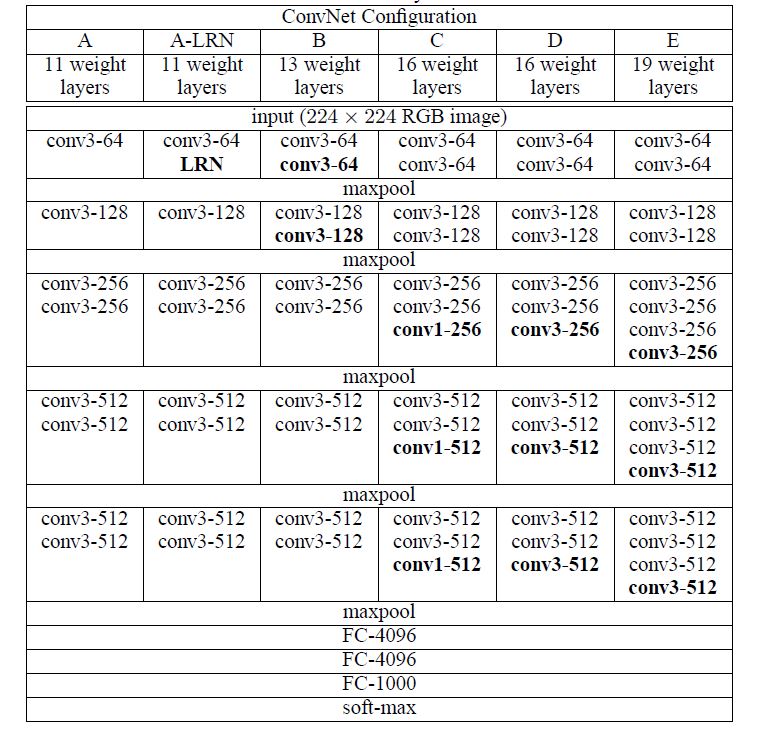 ConvNet Configuration
A A-LRN B C D E
11 weight 11 weight 13 weight 16 weight 16 weight 19 weight
layers layers layers layers layers layers
input (224 × 224 RGB image)
conv3-64 conv3-64 conv3-64 conv3-64 conv3-64 conv3-64
LRN conv3-64 conv3-64 conv3-64 conv3-64
maxpool
conv3-128 conv3-128 conv3-128 conv3-128 conv3-128 conv3-128
conv3-128 conv3-128 conv3-128 conv3-128
maxpool
conv3-256 conv3-256 conv3-256 conv3-256 conv3-256 conv3-256
conv3-256 conv3-256 conv3-256 conv3-256 conv3-256 conv3-256
conv1-256 conv3-256 conv3-256
conv3-256
maxpool
conv3-512 conv3-512 conv3-512 conv3-512 conv3-512 conv3-512
conv3-512 conv3-512 conv3-512 conv3-512 conv3-512 conv3-512
conv1-512 conv3-512 conv3-512
conv3-512
maxpool
conv3-512 conv3-512 conv3-512 conv3-512 conv3-512 conv3-512
conv3-512 conv3-512 conv3-512 conv3-512 conv3-512 conv3-512
conv1-512 conv3-512 conv3-512
conv3-512
maxpool
FC-4096
FC-4096
FC-1000
soft-max